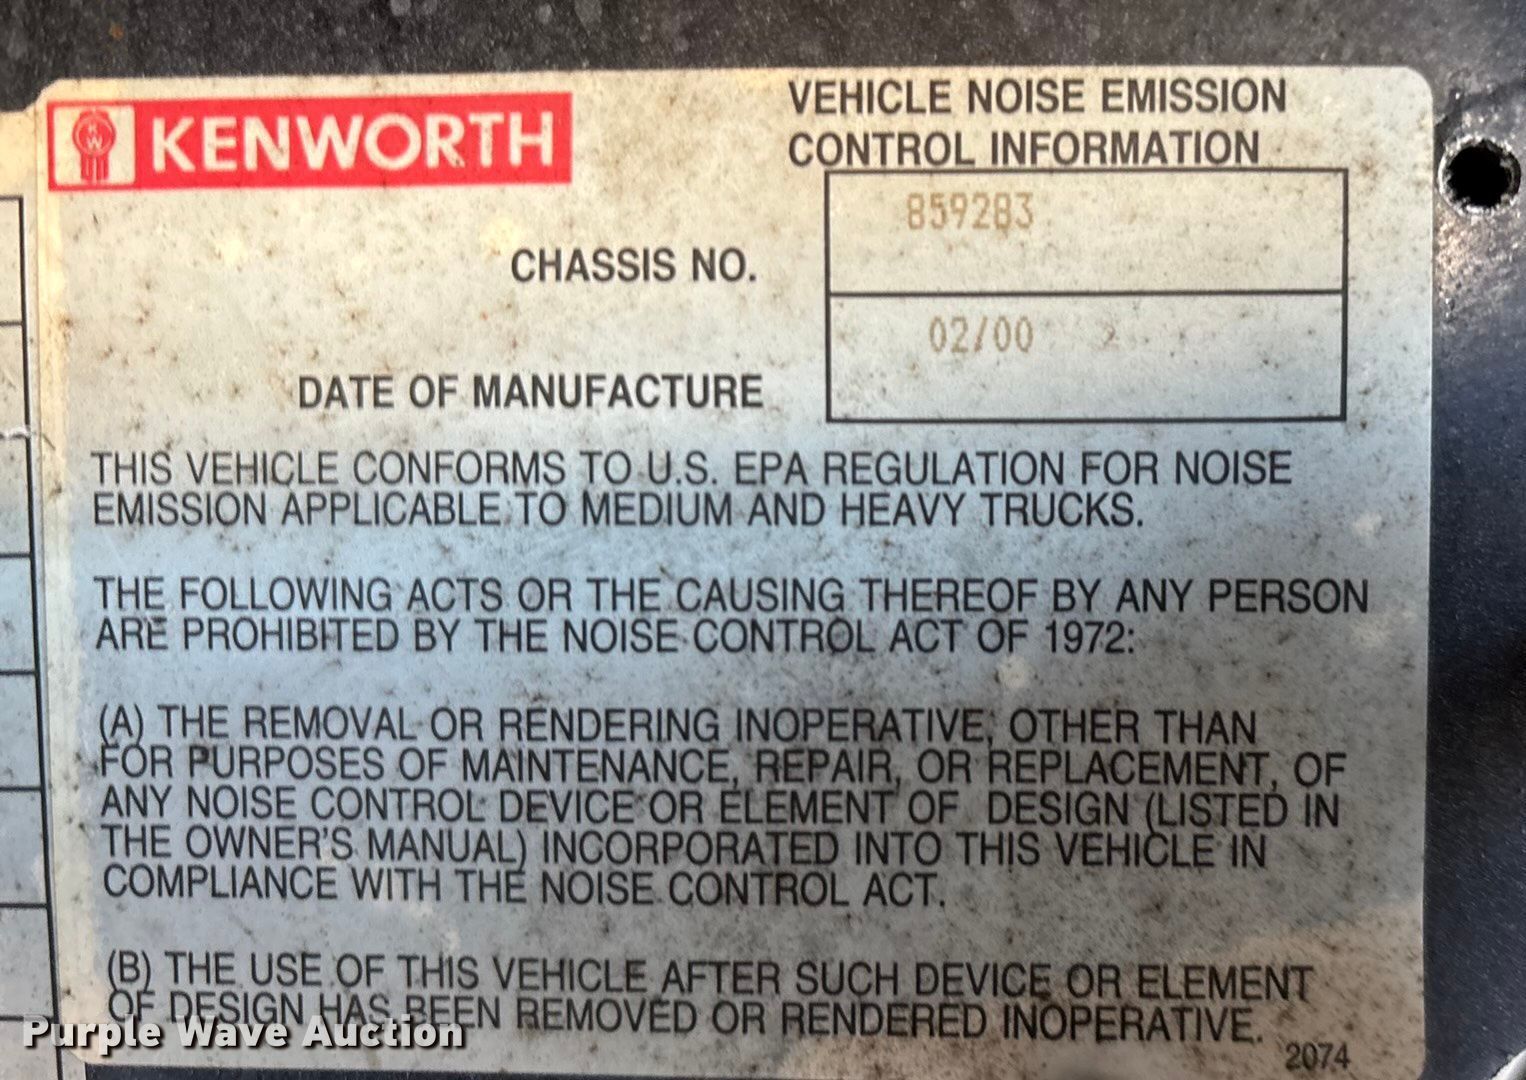 KENWORTH
VEHICLE NOISE EMISSION
CONTROL INFORMATION
859283
CHASSIS NO.
02/00
DATE OF MANUFACTURE
THIS VEHICLE CONFORMS TO U.S. EPA REGULATION FOR NOISE
EMISSION APPLICABLE TO MEDIUM AND HEAVY TRUCKS.
THE FOLLOWING ACTS OR THE CAUSING THEREOF BY ANY PERSON
ARE PROHIBITED BY THE NOISE CONTROL ACT OF 1972:
(A) THE REMOVAL OR RENDERING INOPERATIVE, OTHER THAN
FOR PURPOSES OF MAINTENANCE, REPAIR, OR REPLACEMENT, OF
ANY NOISE CONTROL DEVICE OR ELEMENT OF DESIGN (LISTED IN
THE OWNER'S MANUAL) INCORPORATED INTO THIS VEHICLE IN
COMPLIANCE WITH THE NOISE CONTROL ACT.
(B) THE USE OF THIS VEHICLE AFTER SUCH DEVICE OR ELEMENT
OF DESIGN HAS BEEN REMOVED OR RENDERED INOPERATIVE.
2074
Purple Wave Auction